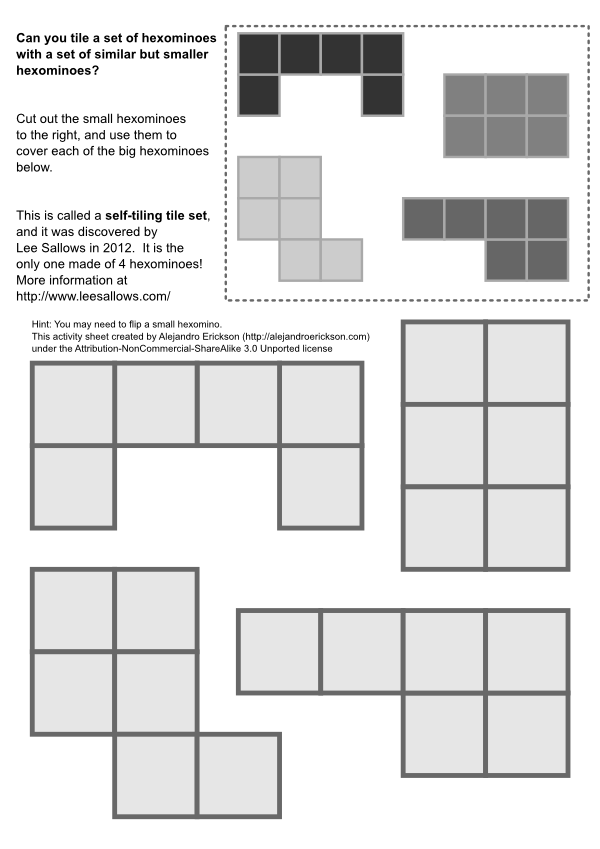 Can you tile a set of hexominoes
with a set of similar but smaller
hexominoes?
Cut out the small hexominoes
to the right, and use them to
cover each of the big hexominoes
below.
This is called a self-tiling tile set,
and it was discovered by
Lee Sallows in 2012.  It is the
only one made of 4 hexominoes!
More information at
http://www.leesallows.com/
Hint: You may need to flip a small hexomino.
This activity sheet created by Alejandro Erickson (http://alejandroerickson.com)
under the Attribution-NonCommercial-ShareAlike 3.0 Unported license